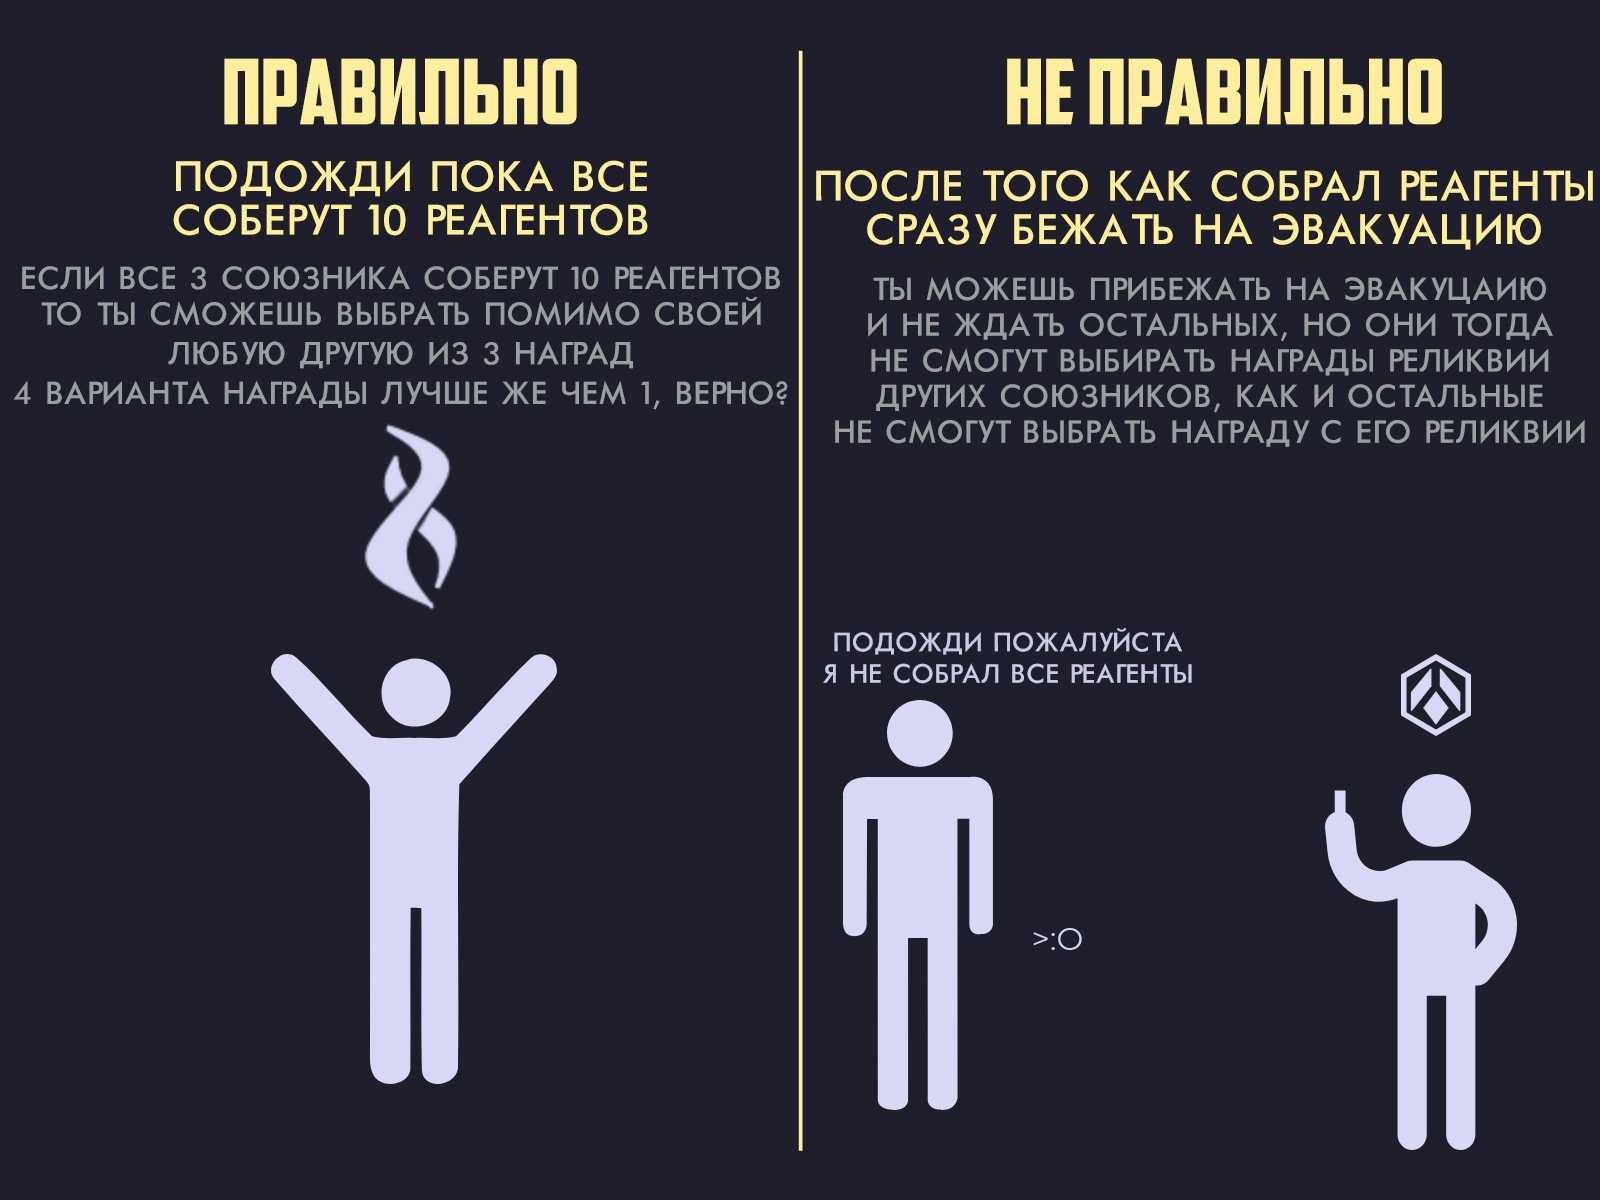 ПРАВИЛЬНО
ПОДОЖДИ ПОКА ВСЕ
СОБЕРУТ 10 РЕАГЕНТОВ
ЕСЛИ ВСЕ 3 СОЮЗНИКА СОБЕРУТ 10 РЕАГЕНТОВ
ТО ТЫ СМОЖЕШЬ ВЫБРАТЬ ПОМИМО СВОЕЙ
ЛЮБУЮ ДРУГУЮ ИЗ 3 НАГРАД
4 ВАРИАНТА НАГРАДЫ ЛУЧШЕ ЖЕ ЧЕМ 1, ВЕРНО?
НЕ ПРАВИЛЬНО
ПОСЛЕ ТОГО КАК СОБРАЛ РЕАГЕНТЫ
СРАЗУ БЕЖАТЬ НА ЭВАКУАЦИЮ
ТЫ МОЖЕШЬ ПРИБЕЖАТЬ НА ЭВАКУЦАИЮ
И НЕ ЖДАТЬ ОСТАЛЬНЫХ, НО ОНИ ТОГДА
НЕ СМОГУТ ВЫБИРАТЬ НАГРАДЫ РЕЛИКВИИ
ДРУГИХ СОЮЗНИКОВ, КАК И ОСТАЛЬНЫЕ
НЕ СМОГУТ ВЫБРАТЬ НАГРАДУ С ЕГО РЕЛИКВИИ
ПОДОЖДИ ПОЖАЛУЙСТА
Я НЕ СОБРАЛ ВСЕ РЕАГЕНТЫ
>:O